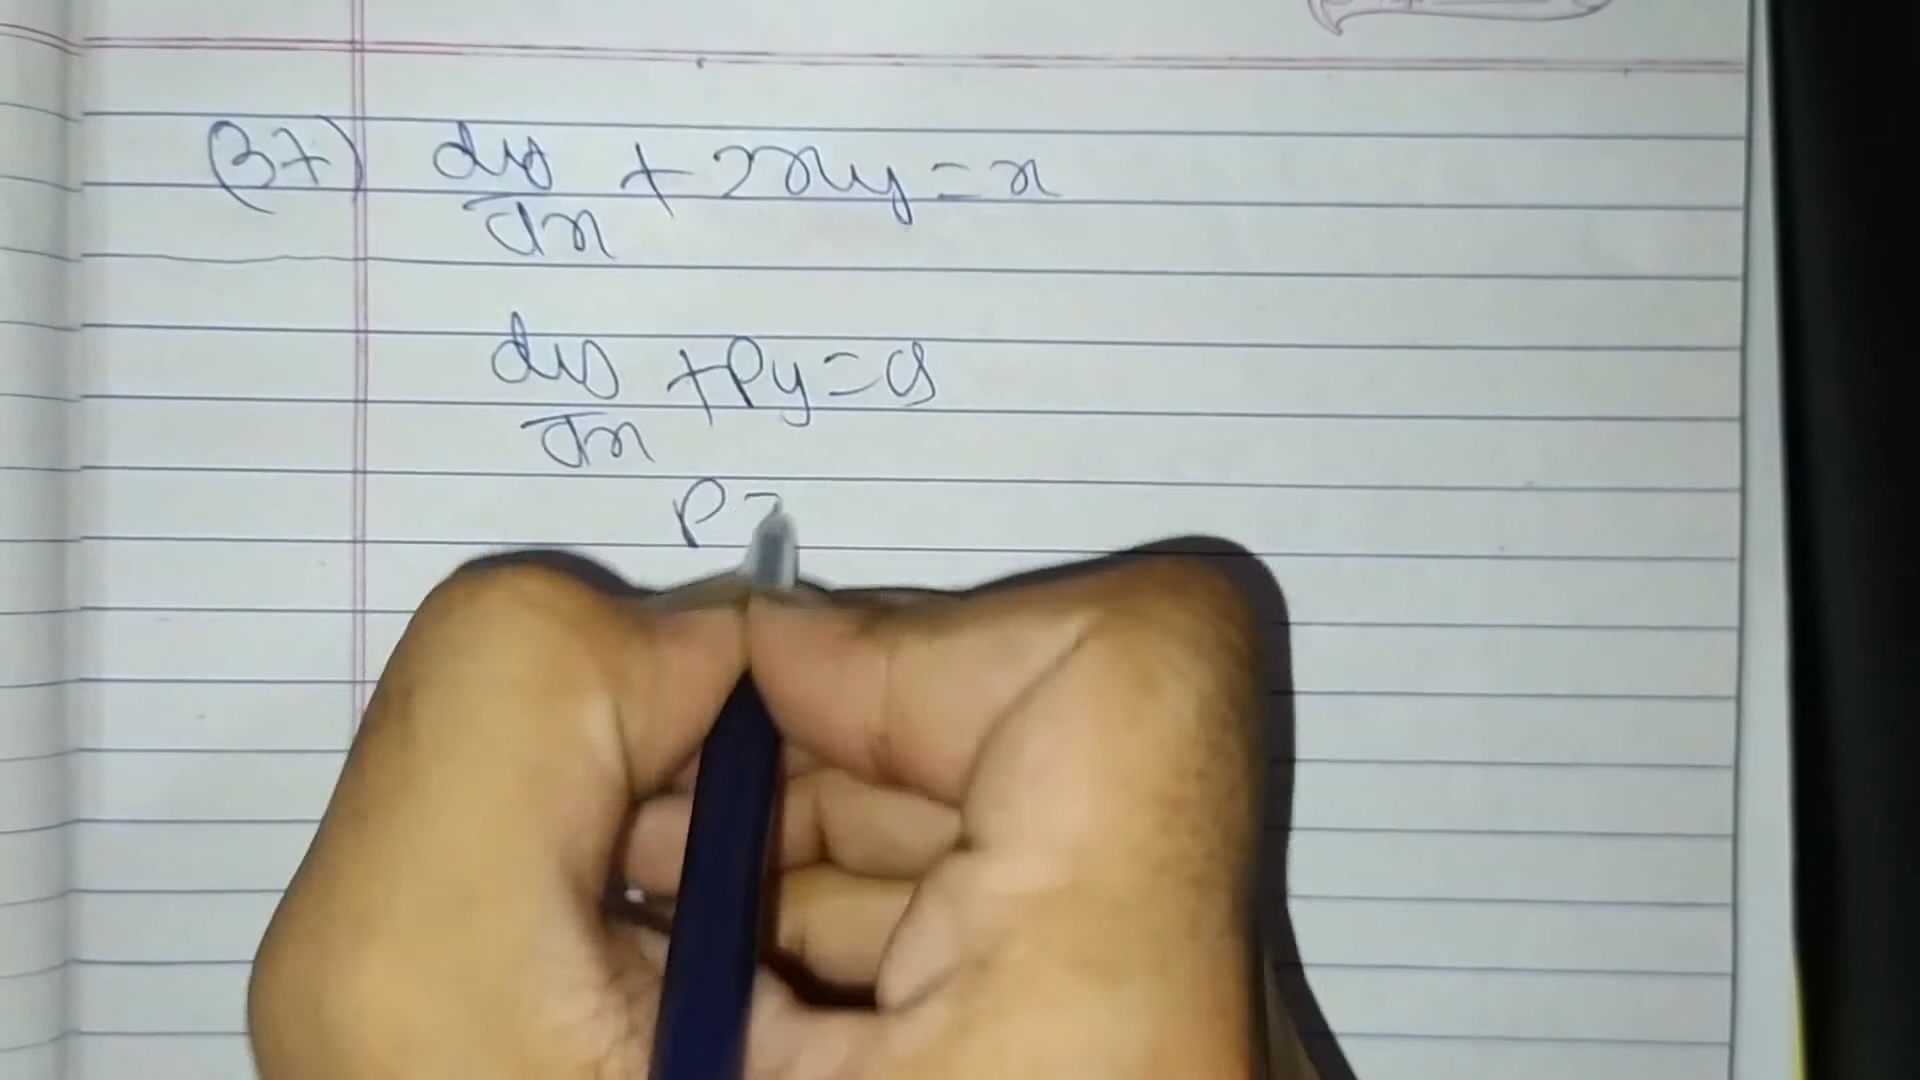 (37) dy/dx + 2xy = x
dy/dx + Py = Q
P =